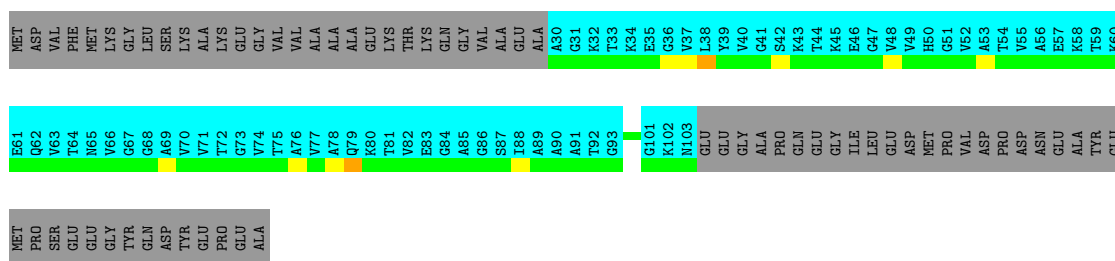 MET ASP VAL PHE MET LYS GLY LEU SER LYS ALA LYS GLU GLY VAL VAL ALA ALA ALA GLU LYS THR LYS GLN GLY VAL ALA GLU ALA A30 G31 K32 T33 K34 E35 G36 V37 L38 Y39 V40 G41 S42 K43 T44 K45 E46 G47 V48 V49 H50 G51 V52 A53 T54 V55 A56 E57 K58 T59 K60
E61 Q62 V63 T64 N65 V66 G67 G68 A69 V70 V71 T72 G73 V74 T75 A76 V77 A78 Q79 K80 T81 V82 E83 G84 A85 G86 S87 I88 A89 A90 A91 T92 G93 G101 K102 N103 GLU GLU GLY ALA PRO GLN GLU GLY ILE LEU GLU ASP MET PRO VAL ASP PRO ASP ASN GLU ALA TYR GLU
MET PRO SER GLU GLU GLY TYR GLN ASP TYR GLU PRO GLU ALA